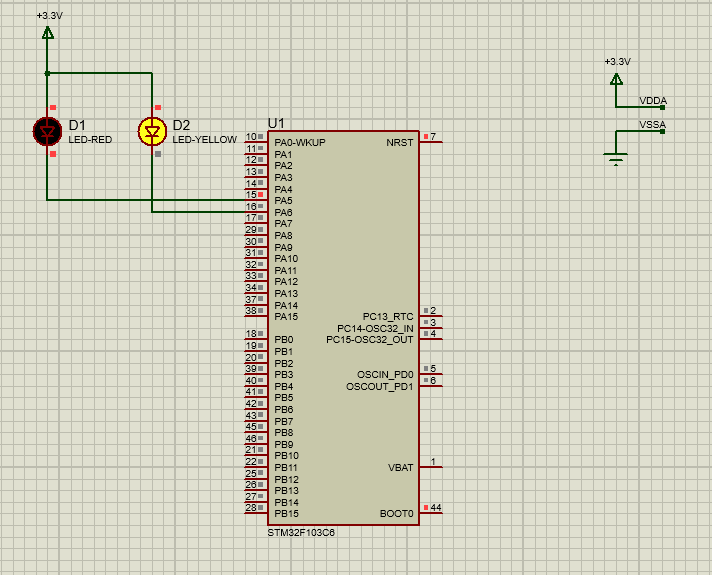 +3.3V
+3.3V
D1
LED-RED
D2
LED-YELLOW
U1
VDDA
VSSA
10 PA0-WKUP
11 PA1
12 PA2
13 PA3
14 PA4
15 PA5
16 PA6
17 PA7
29 PA8
30 PA9
31 PA10
32 PA11
33 PA12
34 PA13
37 PA14
38 PA15
18 PB0
19 PB1
20 PB2
39 PB3
40 PB4
41 PB5
42 PB6
43 PB7
45 PB8
46 PB9
21 PB10
22 PB11
25 PB12
26 PB13
27 PB14
28 PB15
NRST 7
PC13_RTC 2
PC14-OSC32_IN 3
PC15-OSC32_OUT 4
OSCIN_PD0 5
OSCOUT_PD1 6
VBAT 1
BOOT0 44
STM32F103C6